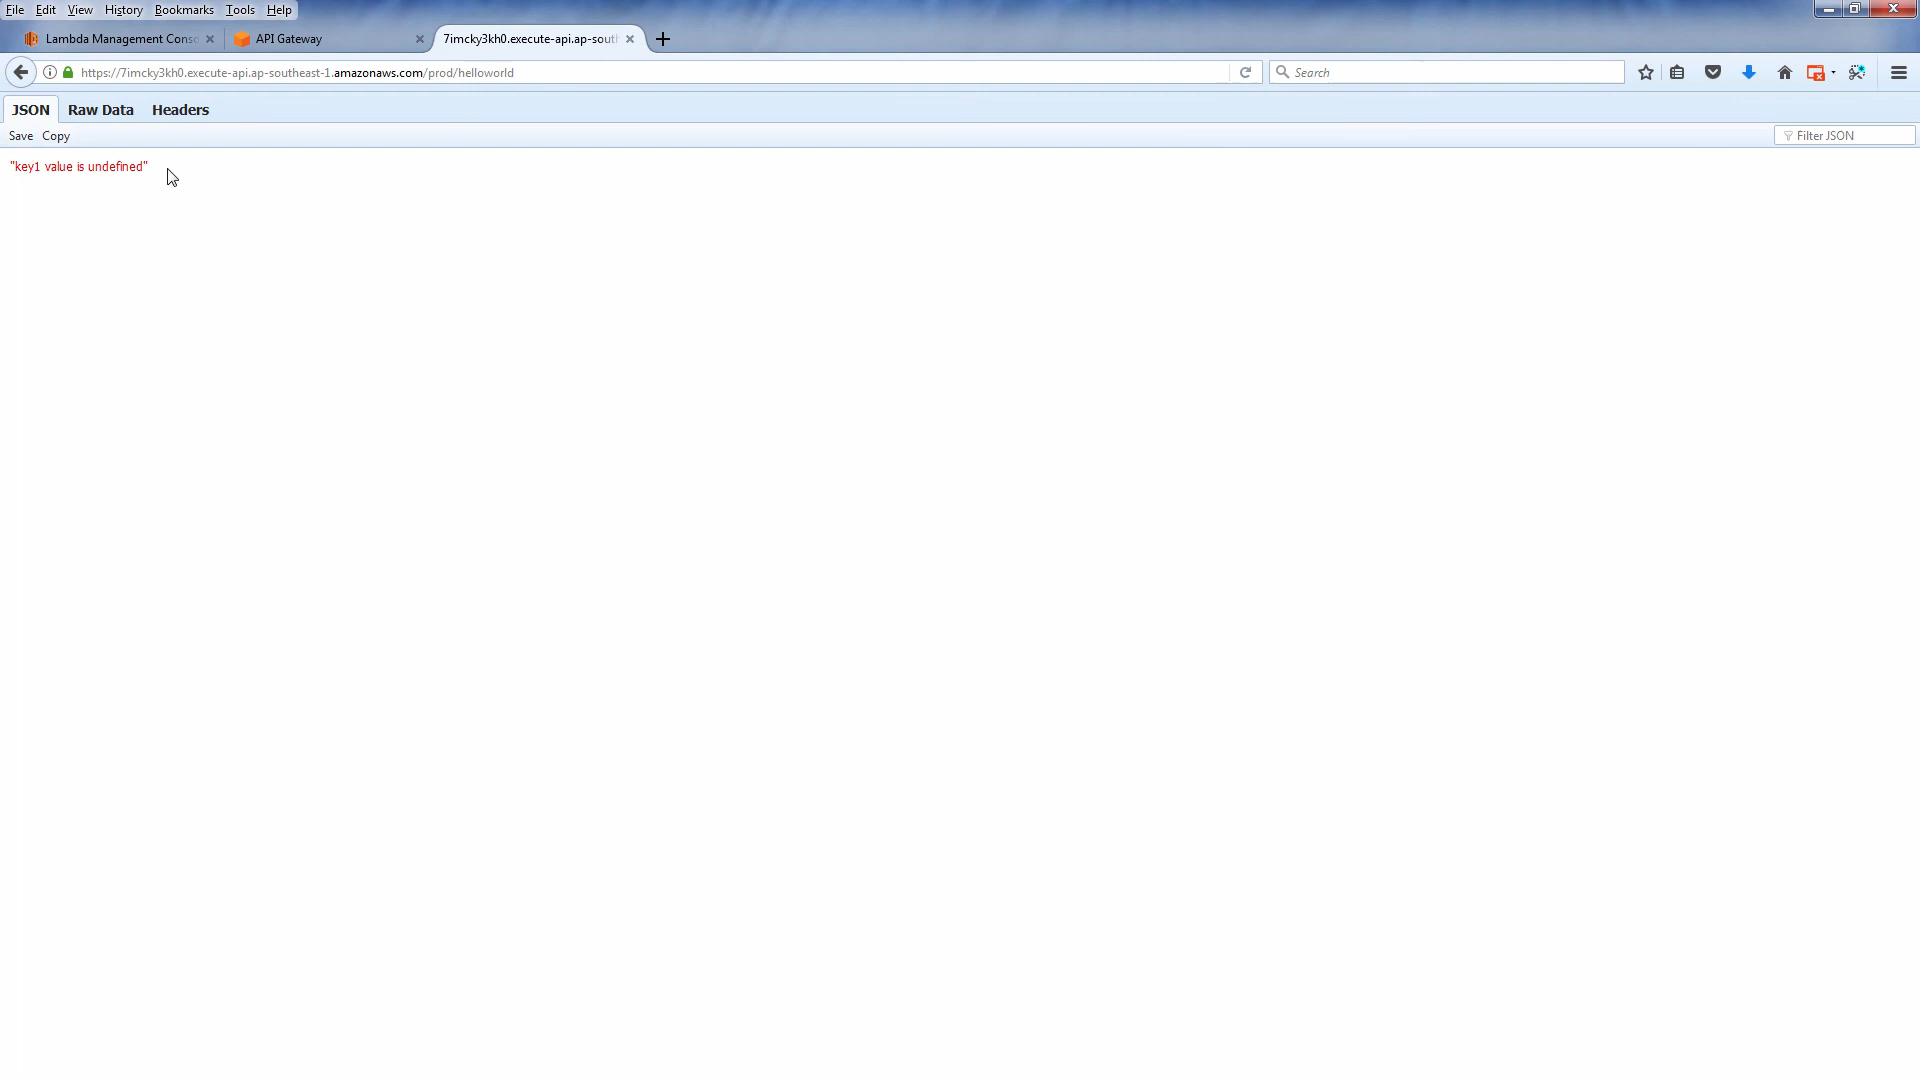 File Edit View History Bookmarks Tools Help
Lambda Management Conso API Gateway 7imcky3kh0.execute-api.ap-south
https://7imcky3kh0.execute-api.ap-southeast-1.amazonaws.com/prod/helloworld Search
JSON Raw Data Headers
Save Copy Filter JSON
"key1 value is undefined"